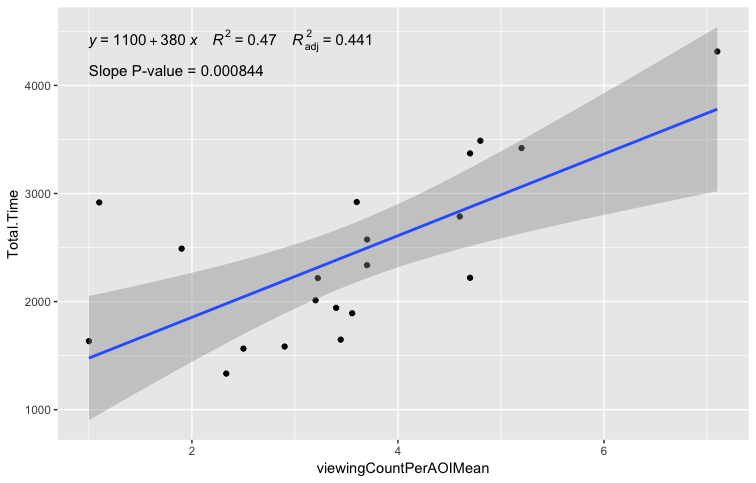 y = 1100 + 380 x R² = 0.47 R²adj = 0.441
Slope P-value = 0.000844
4000
3000
2000
1000
Total.Time
2 4 6
viewingCountPerAOIMean